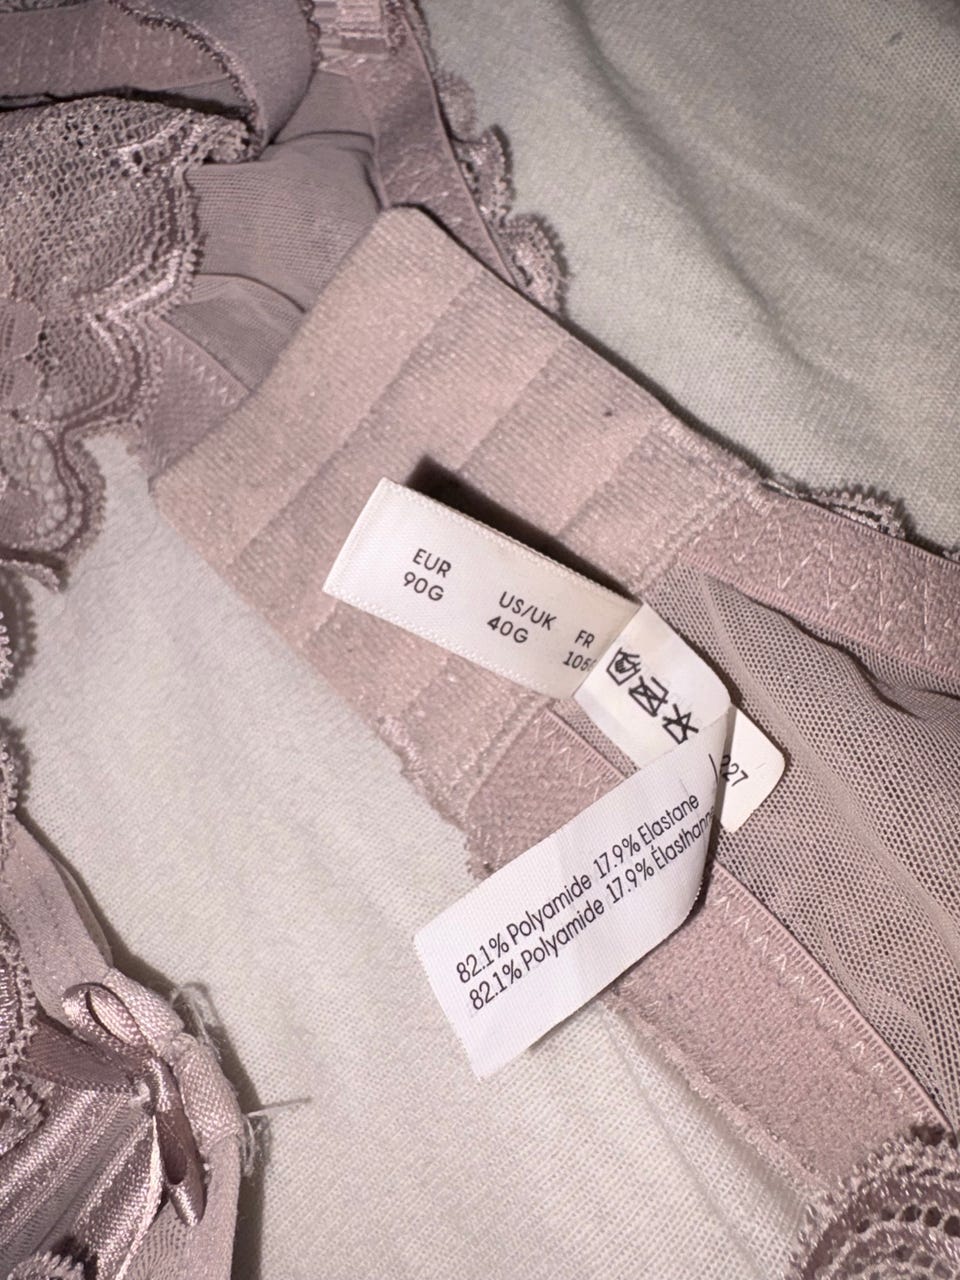 EUR
90G
US/UK
40G
FR
82.1% Polyamide 17.9% Elastane
82.1% Polyamide 17.9% Élasthanne